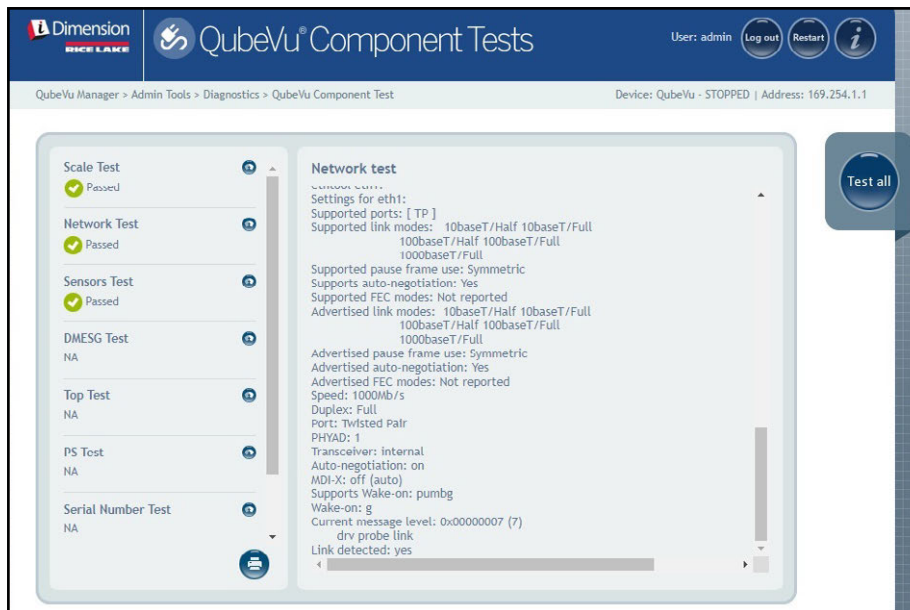 iDimension
RICE LAKE
QubeVu® Component Tests
User: admin
Log out
Restart
i
QubeVu Manager > Admin Tools > Diagnostics > QubeVu Component Test
Device: QubeVu - STOPPED | Address: 169.254.1.1
Scale Test
Passed
Network Test
Passed
Sensors Test
Passed
DMESG Test
NA
Top Test
NA
PS Test
NA
Serial Number Test
NA
Network test
ethtool eth1:
Settings for eth1:
Supported ports: [ TP ]
Supported link modes: 10baseT/Half 10baseT/Full
100baseT/Half 100baseT/Full
1000baseT/Full
Supported pause frame use: Symmetric
Supports auto-negotiation: Yes
Supported FEC modes: Not reported
Advertised link modes: 10baseT/Half 10baseT/Full
100baseT/Half 100baseT/Full
1000baseT/Full
Advertised pause frame use: Symmetric
Advertised auto-negotiation: Yes
Advertised FEC modes: Not reported
Speed: 1000Mb/s
Duplex: Full
Port: Twisted Pair
PHYAD: 1
Transceiver: internal
Auto-negotiation: on
MDI-X: off (auto)
Supports Wake-on: pumbg
Wake-on: g
Current message level: 0x00000007 (7)
drv probe link
Link detected: yes
Test all